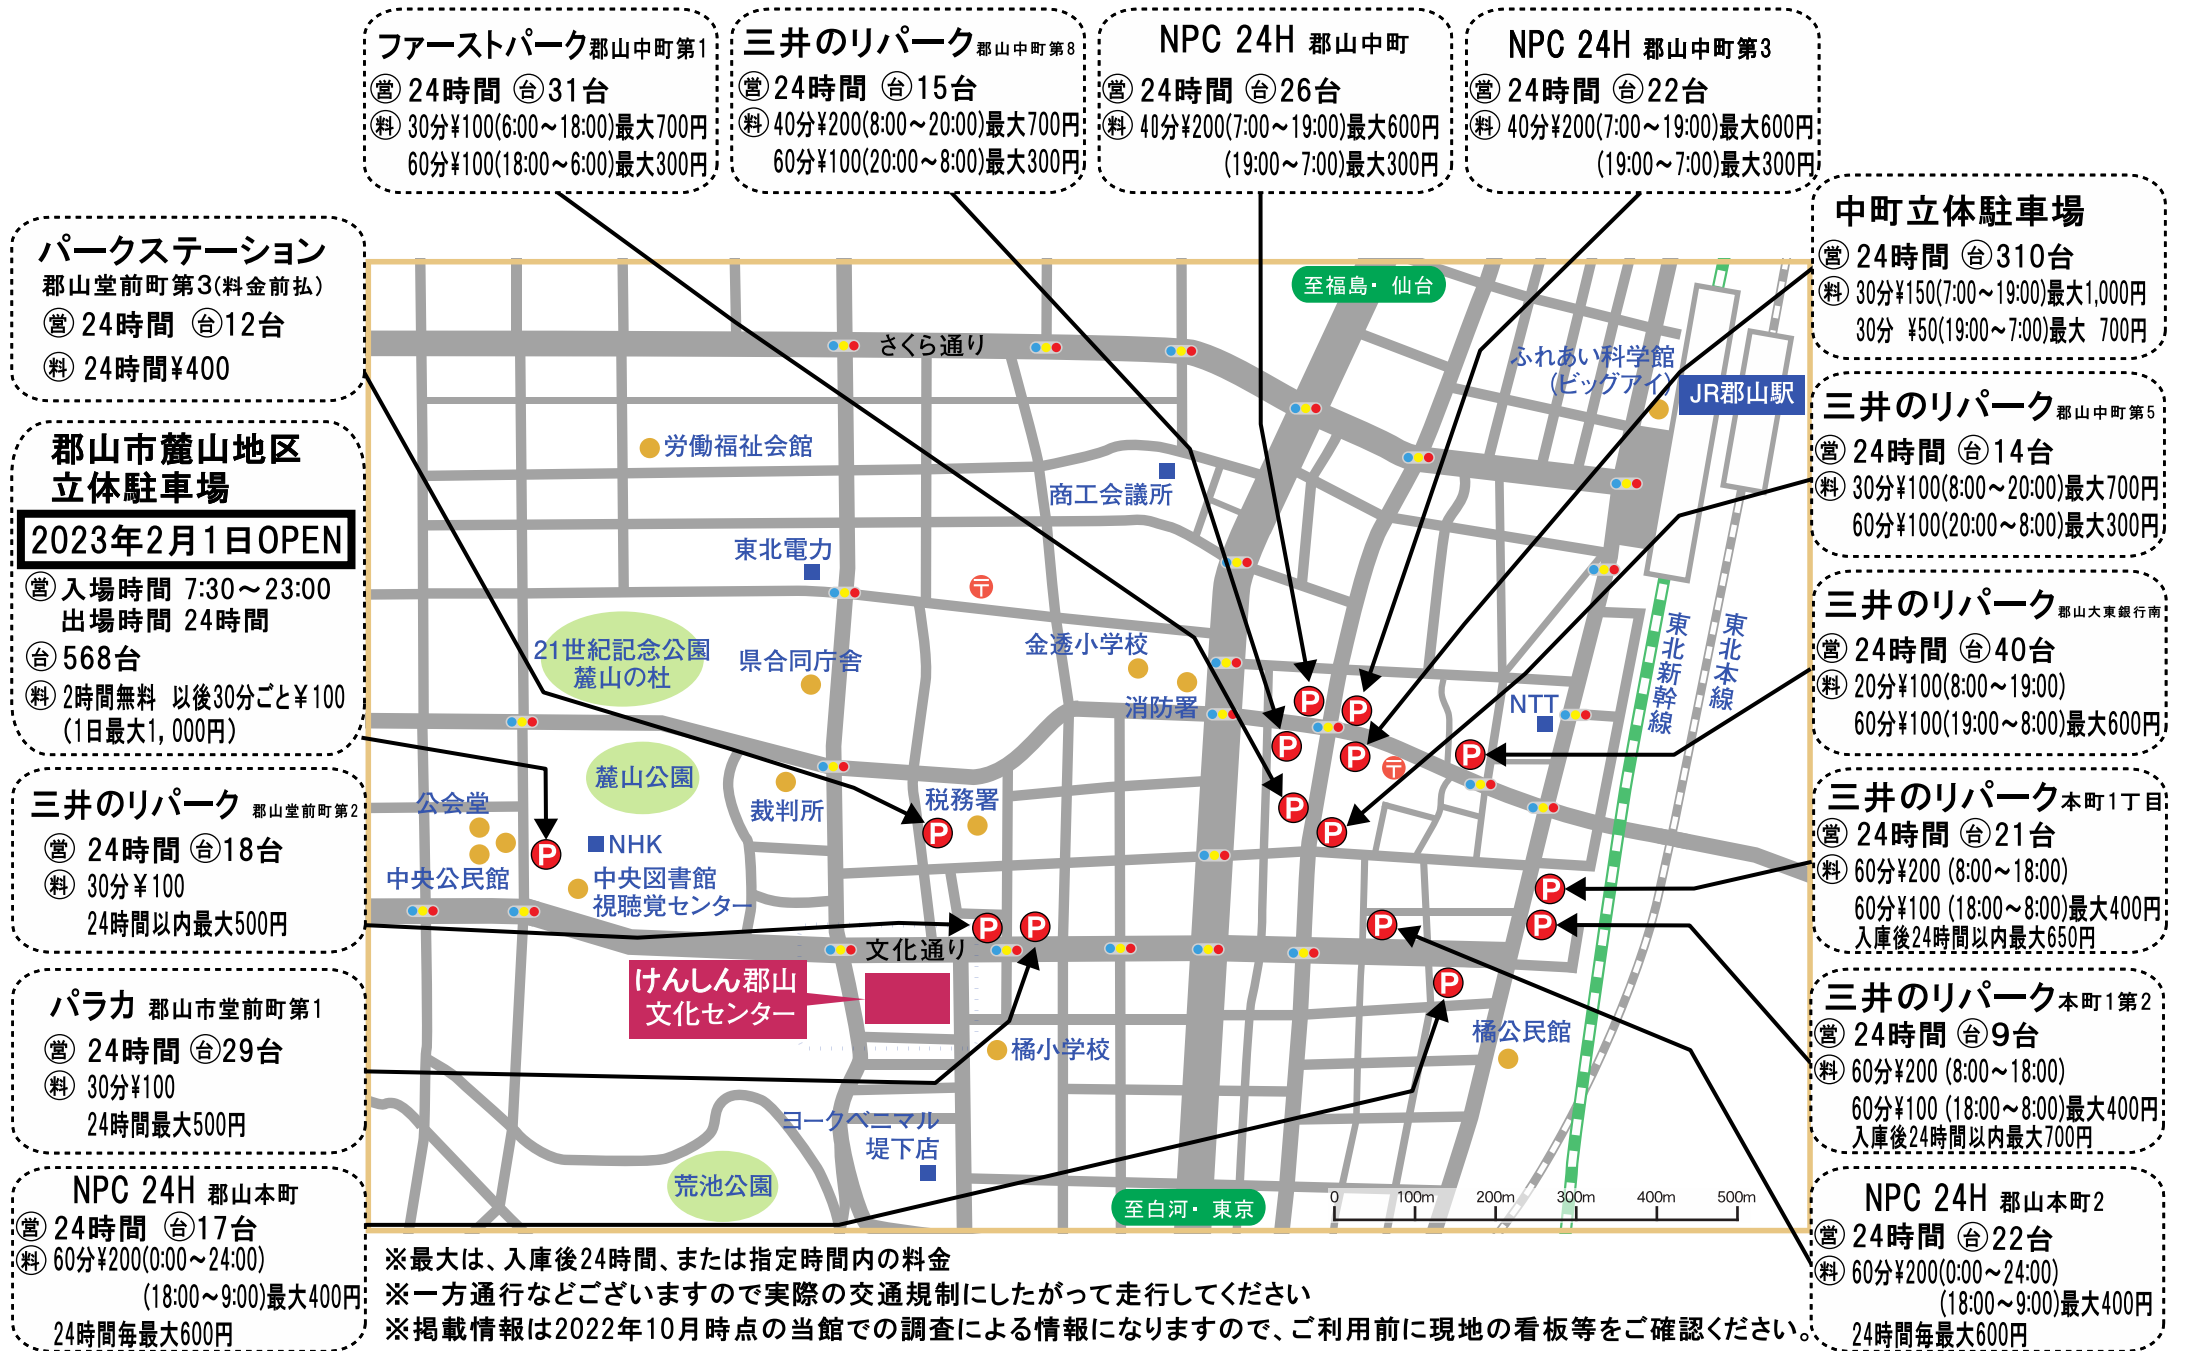 ファーストパーク郡山中町第1
営 24時間 台31台
料 30分¥100(6:00～18:00)最大700円
60分¥100(18:00～6:00)最大300円
三井のリパーク郡山中町第8
営 24時間 台15台
料 40分¥200(8:00～20:00)最大700円
60分¥100(20:00～8:00)最大300円
NPC 24H 郡山中町
営 24時間 台26台
料 40分¥200(7:00～19:00)最大600円
(19:00～7:00)最大300円
NPC 24H 郡山中町第3
営 24時間 台22台
料 40分¥200(7:00～19:00)最大600円
(19:00～7:00)最大300円
パークステーション
郡山堂前町第3(料金前払)
営 24時間 台12台
料 24時間¥400
郡山市麓山地区
立体駐車場
2023年2月1日OPEN
営 入場時間 7:30～23:00
出場時間 24時間
台 568台
料 2時間無料 以後30分ごと￥100
(1日最大1,000円)
三井のリパーク 郡山堂前町第2
営 24時間 台18台
料 30分￥100
24時間以内最大500円
パラカ 郡山市堂前町第1
営 24時間 台29台
料 30分¥100
24時間最大500円
NPC 24H 郡山本町
営 24時間 台17台
料 60分¥200(0:00～24:00)
(18:00～9:00)最大400円
24時間毎最大600円
中町立体駐車場
営 24時間 台310台
料 30分¥150(7:00～19:00)最大1,000円
30分 ¥50(19:00～7:00)最大 700円
三井のリパーク郡山中町第5
営 24時間 台14台
料 30分¥100(8:00～20:00)最大700円
60分¥100(20:00～8:00)最大300円
三井のリパーク郡山大東銀行南
営 24時間 台40台
料 20分¥100(8:00～19:00)
60分¥100(19:00～8:00)最大600円
三井のリパーク本町1丁目
営 24時間 台21台
料 60分¥200 (8:00～18:00)
60分¥100 (18:00～8:00)最大400円
入庫後24時間以内最大650円
三井のリパーク本町1第2
営 24時間 台9台
料 60分¥200 (8:00～18:00)
60分¥100 (18:00～8:00)最大400円
入庫後24時間以内最大700円
NPC 24H 郡山本町2
営 24時間 台22台
料 60分¥200(0:00～24:00)
(18:00～9:00)最大400円
24時間毎最大600円
至福島・仙台
さくら通り
ふれあい科学館
(ビッグアイ)
JR郡山駅
労働福祉会館
商工会議所
東北電力
〒
21世紀記念公園
麓山の杜
県合同庁舎
金透小学校
消防署
東北新幹線
東北本線
NTT
P
P
P
P
P
〒
麓山公園
裁判所
税務署
P
P
P
公会堂
NHK
P
中央公民館
中央図書館
視聴覚センター
P
P
P
P
P
文化通り
けんしん郡山
文化センター
P
橘公民館
橘小学校
ヨークベニマル
堤下店
荒池公園
至白河・東京
0 100m 200m 300m 400m 500m
※最大は、入庫後24時間、または指定時間内の料金
※一方通行などございますので実際の交通規制にしたがって走行してください
※掲載情報は2022年10月時点の当館での調査による情報になりますので、ご利用前に現地の看板等をご確認ください。